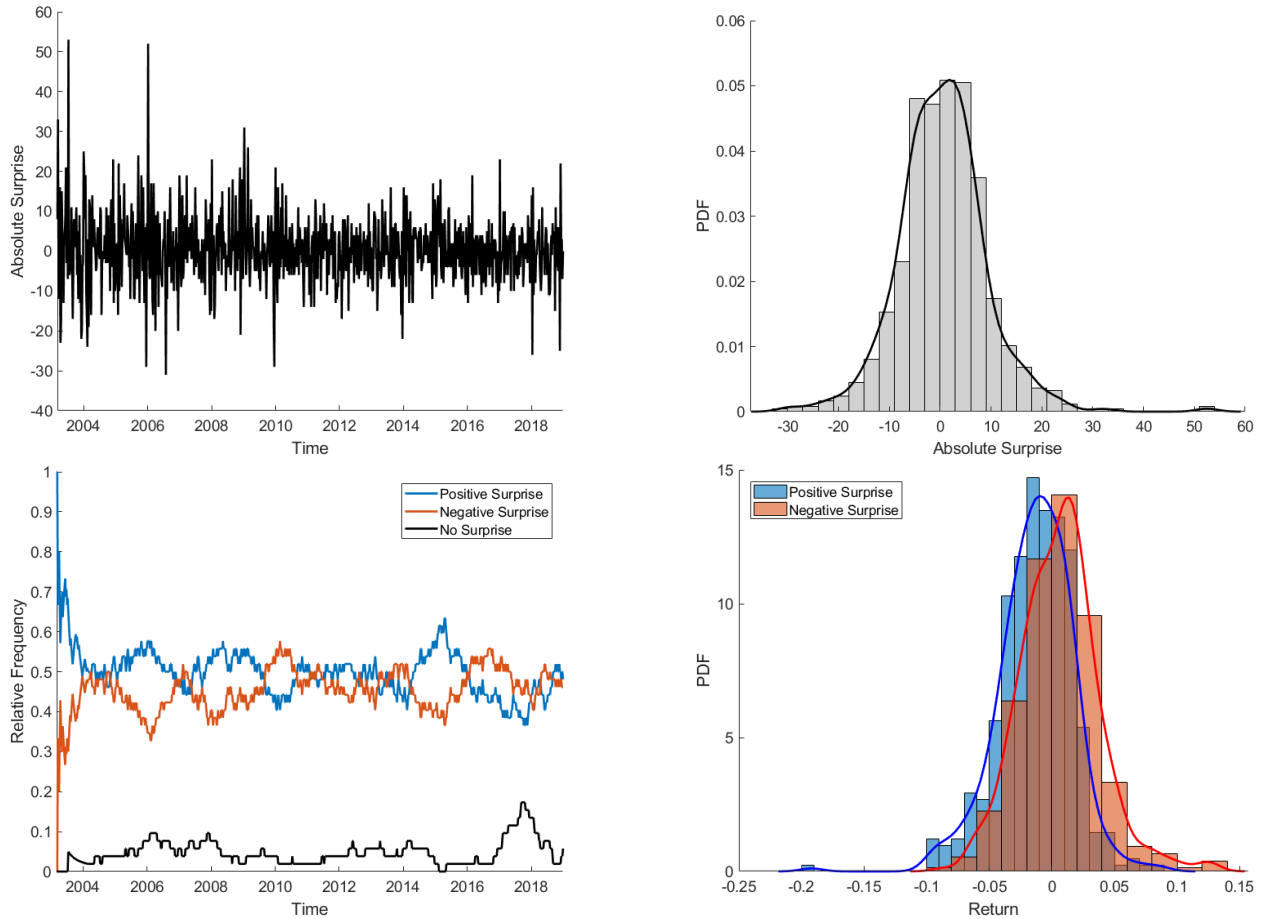 60
50
40
30
20
10
0
-10
-20
-30
-40
Absolute Surprise
2004 2006 2008 2010 2012 2014 2016 2018
Time
0.06
0.05
0.04
0.03
0.02
0.01
0
PDF
-30 -20 -10 0 10 20 30 40 50 60
Absolute Surprise
1
0.9
0.8
0.7
0.6
0.5
0.4
0.3
0.2
0.1
0
Relative Frequency
Positive Surprise
Negative Surprise
No Surprise
2004 2006 2008 2010 2012 2014 2016 2018
Time
15
10
5
0
PDF
Positive Surprise
Negative Surprise
-0.25 -0.2 -0.15 -0.1 -0.05 0 0.05 0.1 0.15
Return